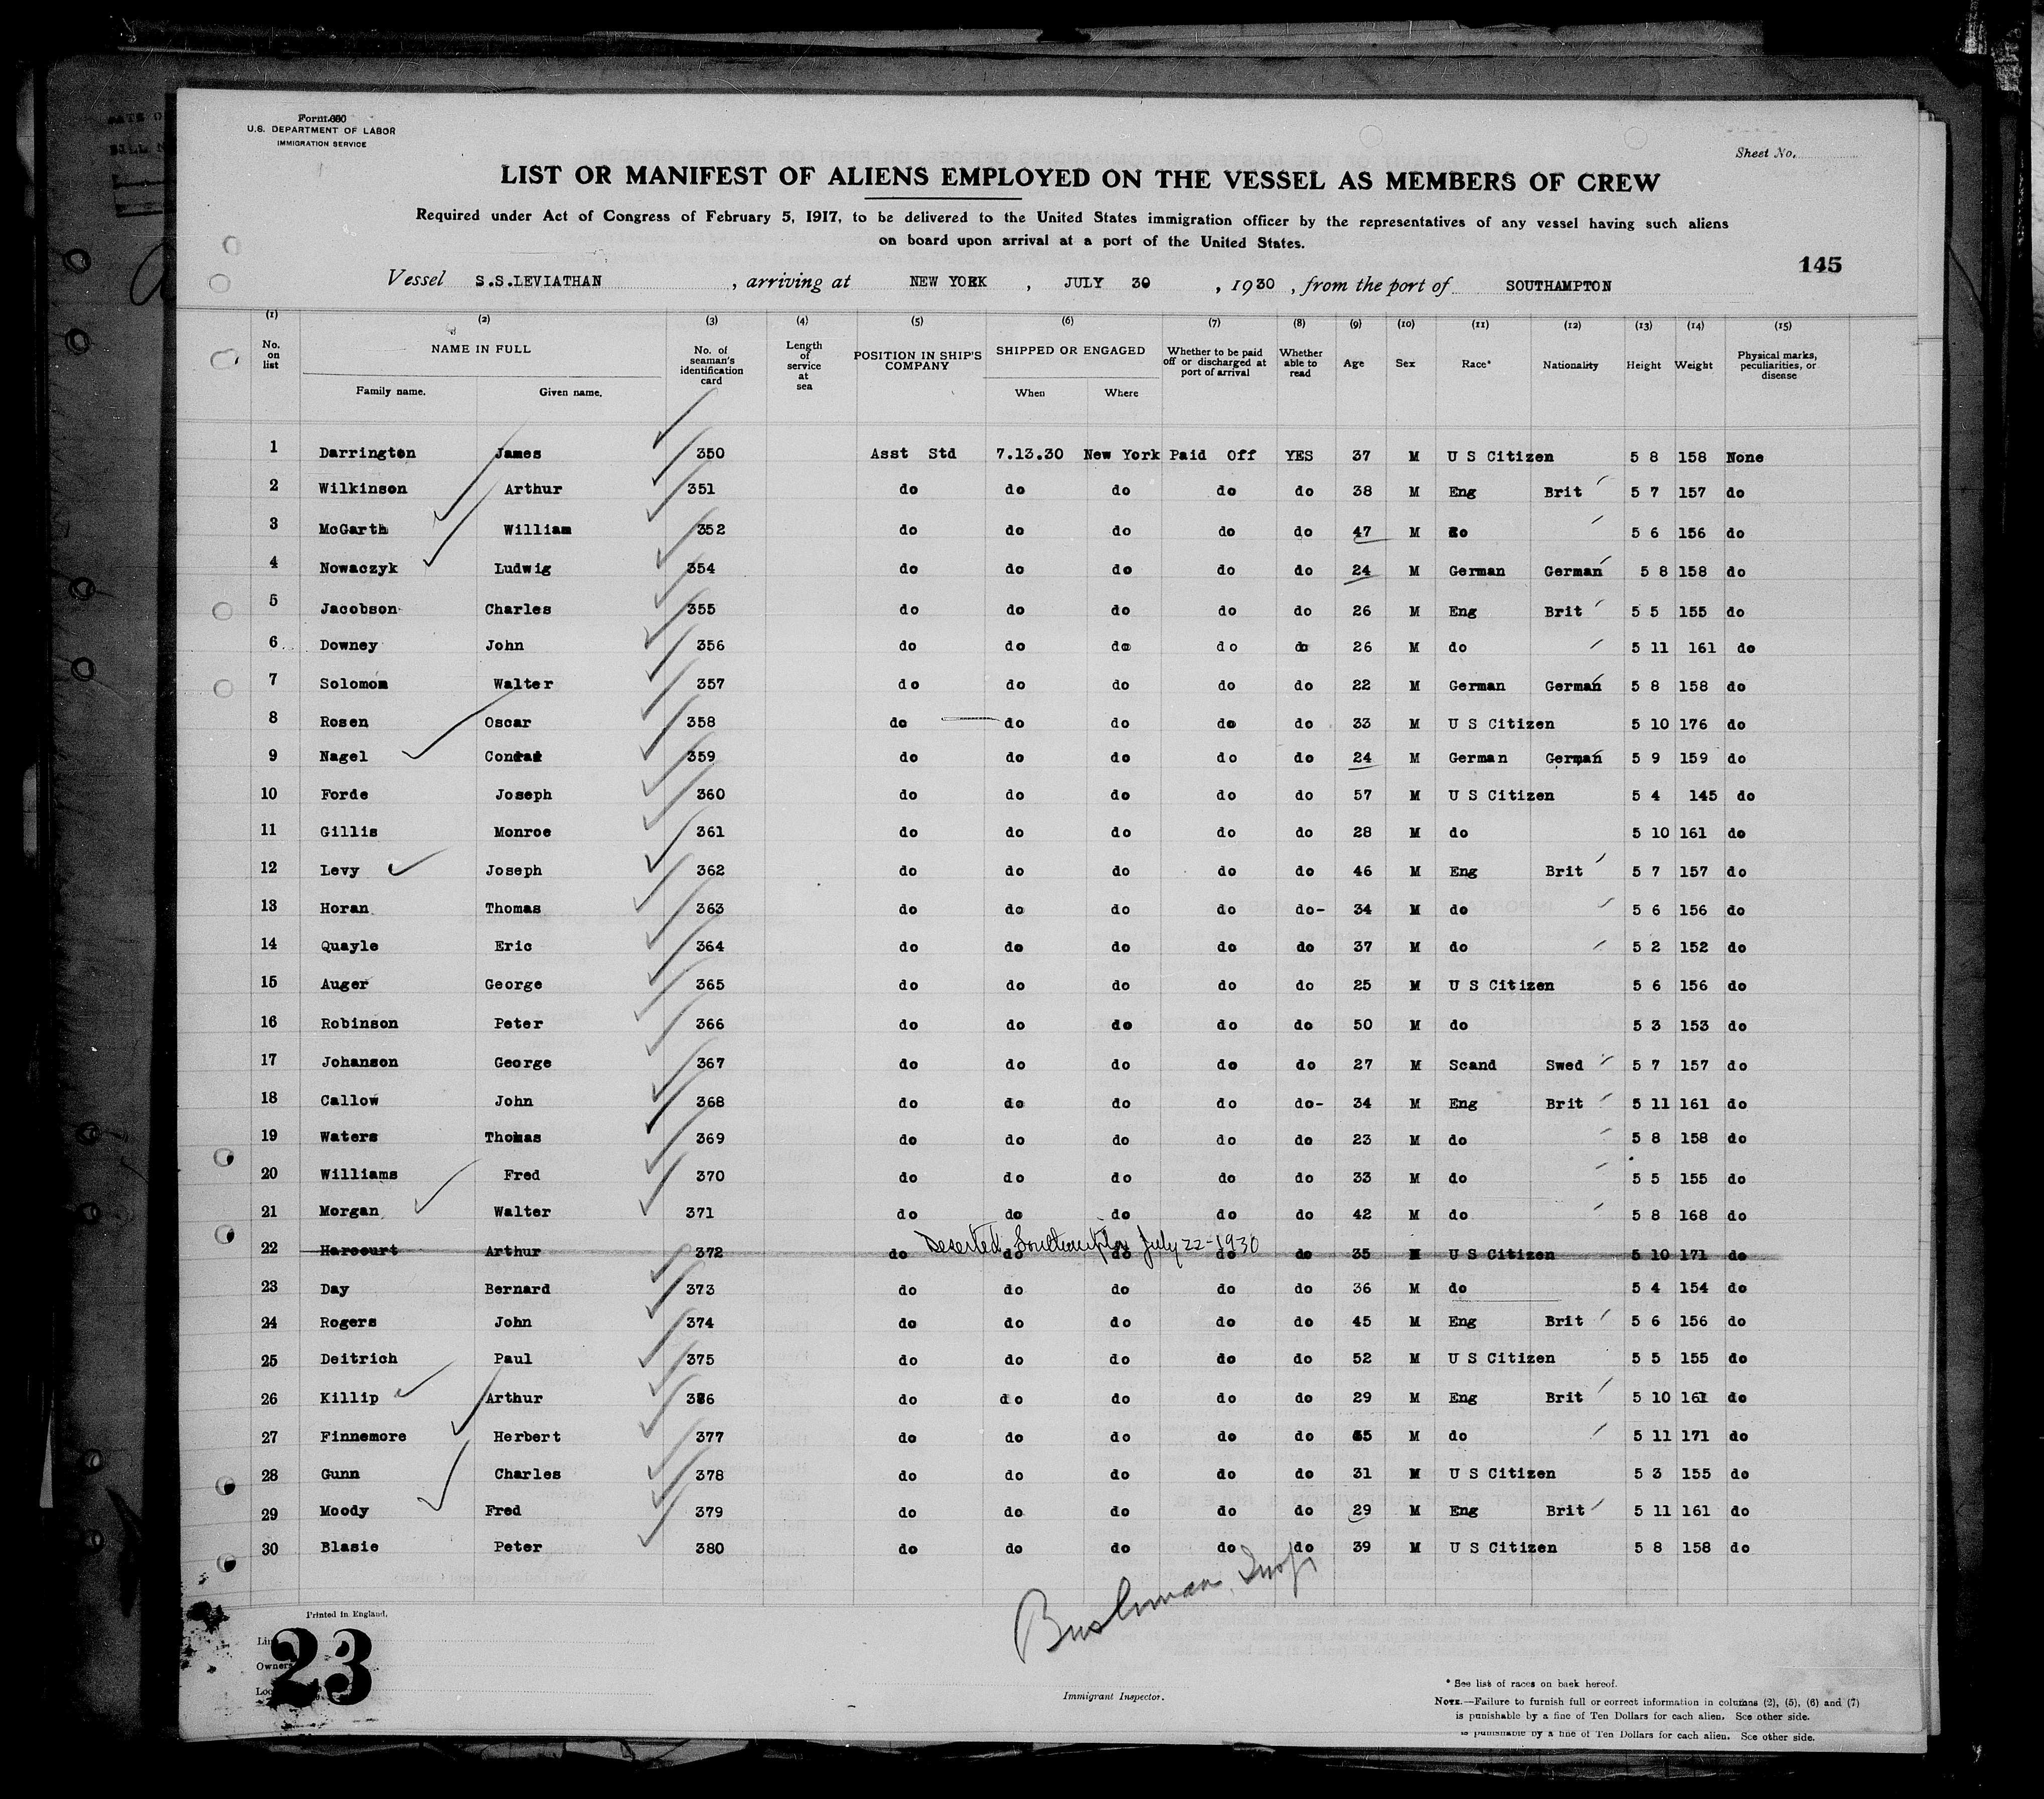 Form 680
U.S. DEPARTMENT OF LABOR
IMMIGRATION SERVICE
Sheet No.
LIST OR MANIFEST OF ALIENS EMPLOYED ON THE VESSEL AS MEMBERS OF CREW
Required under Act of Congress of February 5, 1917, to be delivered to the United States immigration officer by the representatives of any vessel having such aliens
on board upon arrival at a port of the United States.
145
Vessel S.S.LEVIATHAN , arriving at NEW YORK , JULY 30 , 1930 , from the port of SOUTHAMPTON
(1) (2) (3) (4) (5) (6) (7) (8) (9) (10) (11) (12) (13) (14) (15)
No. on list NAME IN FULL Family name. Given name. No. of seaman's identification card Length of service at sea POSITION IN SHIP'S COMPANY SHIPPED OR ENGAGED When Where Whether to be paid off or discharged at port of arrival Whether able to read Age Sex Race* Nationality Height Weight Physical marks, peculiarities, or disease
1 Darrington James 350 Asst Std 7.13.30 New York Paid Off YES 37 M U S Citizen 5 8 158 None
2 Wilkinson Arthur 351 do do do do do 38 M Eng Brit 5 7 157 do
3 McGarth William 352 do do do do do 47 M do 5 6 156 do
4 Nowaczyk Ludwig 354 do do do do do 24 M German German 5 8 158 do
5 Jacobson Charles 355 do do do do do 26 M Eng Brit 5 5 155 do
6 Downey John 356 do do do do do 26 M do 5 11 161 do
7 Solomon Walter 357 do do do do do 22 M German German 5 8 158 do
8 Rosen Oscar 358 do do do do do 33 M U S Citizen 5 10 176 do
9 Nagel 359 do do do do do 24 M German German 5 9 159 do
10 Forde Joseph 360 do do do do do 57 M U S Citizen 5 4 145 do
11 Gillis Monroe 361 do do do do do 28 M do 5 10 161 do
12 Levy Joseph 362 do do do do do 46 M Eng Brit 5 7 157 do
13 Horan Thomas 363 do do do do do- 34 M do 5 6 156 do
14 Quayle Eric 364 do do do do do 37 M do 5 2 152 do
15 Auger George 365 do do do do do 25 M U S Citizen 5 6 156 do
16 Robinson Peter 366 do do do do do 50 M do 5 3 153 do
17 Johanson George 367 do do do do do 27 M Scand Swed 5 7 157 do
18 Callow John 368 do do do do do- 34 M Eng Brit 5 11 161 do
19 Waters Thomas 369 do do do do do 23 M do 5 8 158 do
20 Williams Fred 370 do do do do do 33 M do 5 5 155 do
21 Morgan Walter 371 do do do do do 42 M do 5 8 168 do
Deserted Southampton July 22-1930
22 Harcourt Arthur 372 do do do do do 35 M U S Citizen 5 10 171 do
23 Day Bernard 373 do do do do do 36 M do 5 4 154 do
24 Rogers John 374 do do do do do 45 M Eng Brit 5 6 156 do
25 Deitrich Paul 375 do do do do do 52 M U S Citizen 5 5 155 do
26 Killip Arthur do do do do do 29 M Eng Brit 5 10 161 do
27 Finnemore Herbert 377 do do do do do M do 5 11 171 do
28 Gunn Charles 378 do do do do do 31 M U S Citizen 5 3 155 do
29 Moody Fred 379 do do do do do 29 M Eng Brit 5 11 161 do
30 Blasie Peter 380 do do do do do 39 M U S Citizen 5 8 158 do
Bushman, Insp
Printed in England.
23
Owners
Immigrant Inspector.
* See list of races on back hereof.
NOTE.—Failure to furnish full or correct information in columns (2), (5), (6) and (7)
is punishable by a fine of Ten Dollars for each alien. See other side.
is punishable by a fine of Ten Dollars for each alien. See other side.